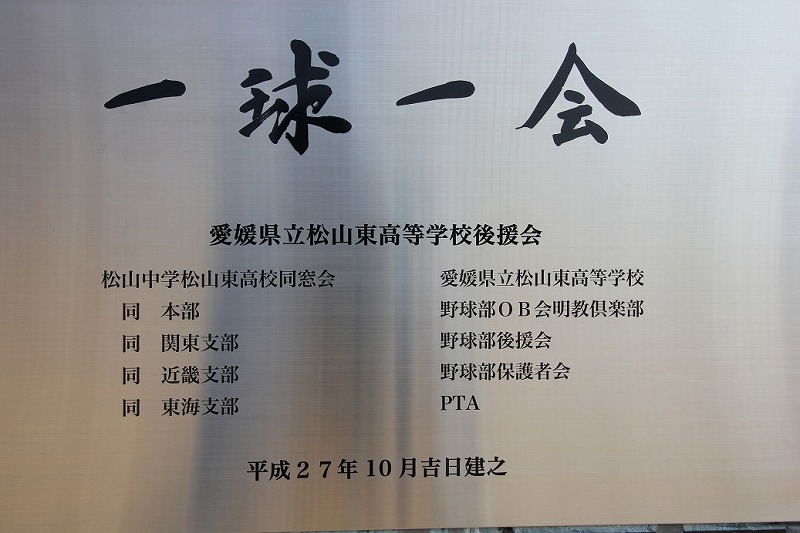 一球一会
愛媛県立松山東高等学校後援会
松山中学松山東高校同窓会
同　本部
同　関東支部
同　近畿支部
同　東海支部
愛媛県立松山東高等学校
野球部ＯＢ会明教倶楽部
野球部後援会
野球部保護者会
PTA
平成２７年10月吉日建之